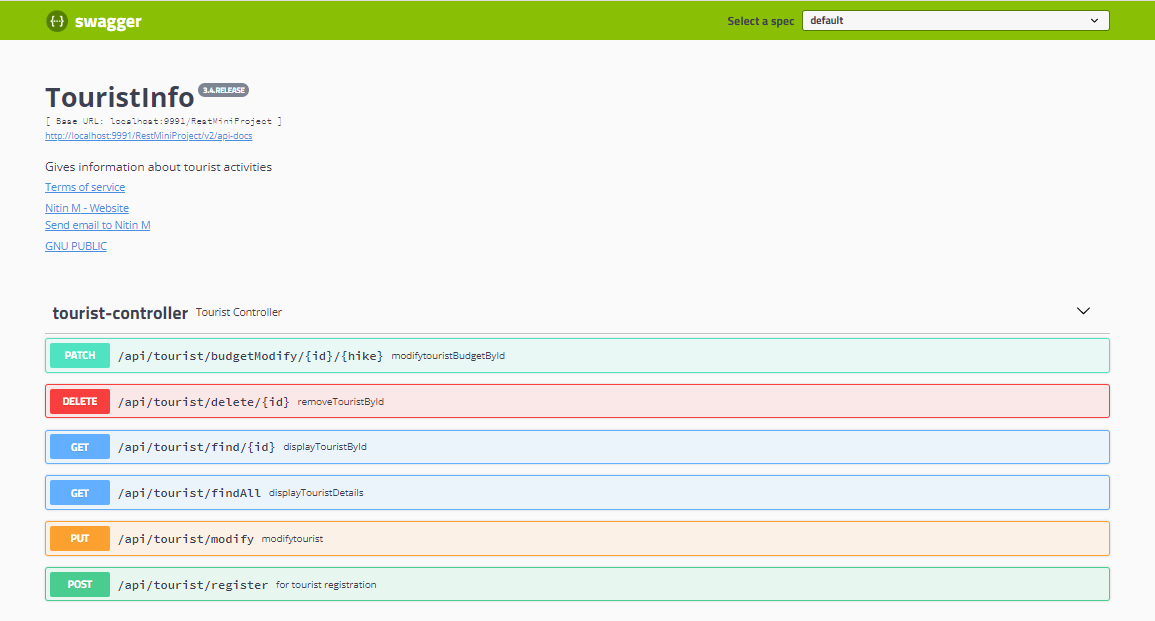 swagger Select a spec default
TouristInfo 3.4.RELEASE
[ Base URL: localhost:9991/RestMiniProject ]
http://localhost:9991/RestMiniProject/v2/api-docs
Gives information about tourist activities
Terms of service
Nitin M - Website
Send email to Nitin M
GNU PUBLIC
tourist-controller Tourist Controller
PATCH /api/tourist/budgetModify/{id}/{hike} modifytouristBudgetById
DELETE /api/tourist/delete/{id} removeTouristById
GET /api/tourist/find/{id} displayTouristById
GET /api/tourist/findAll displayTouristDetails
PUT /api/tourist/modify modifytourist
POST /api/tourist/register for tourist registration